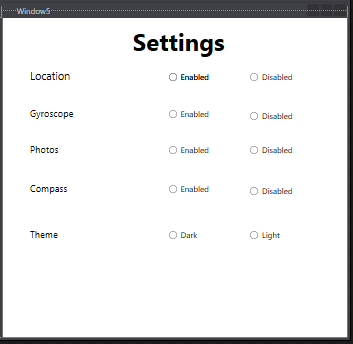 Window5
Settings
Location Enabled Disabled
Gyroscope Enabled Disabled
Photos Enabled Disabled
Compass Enabled Disabled
Theme Dark Light